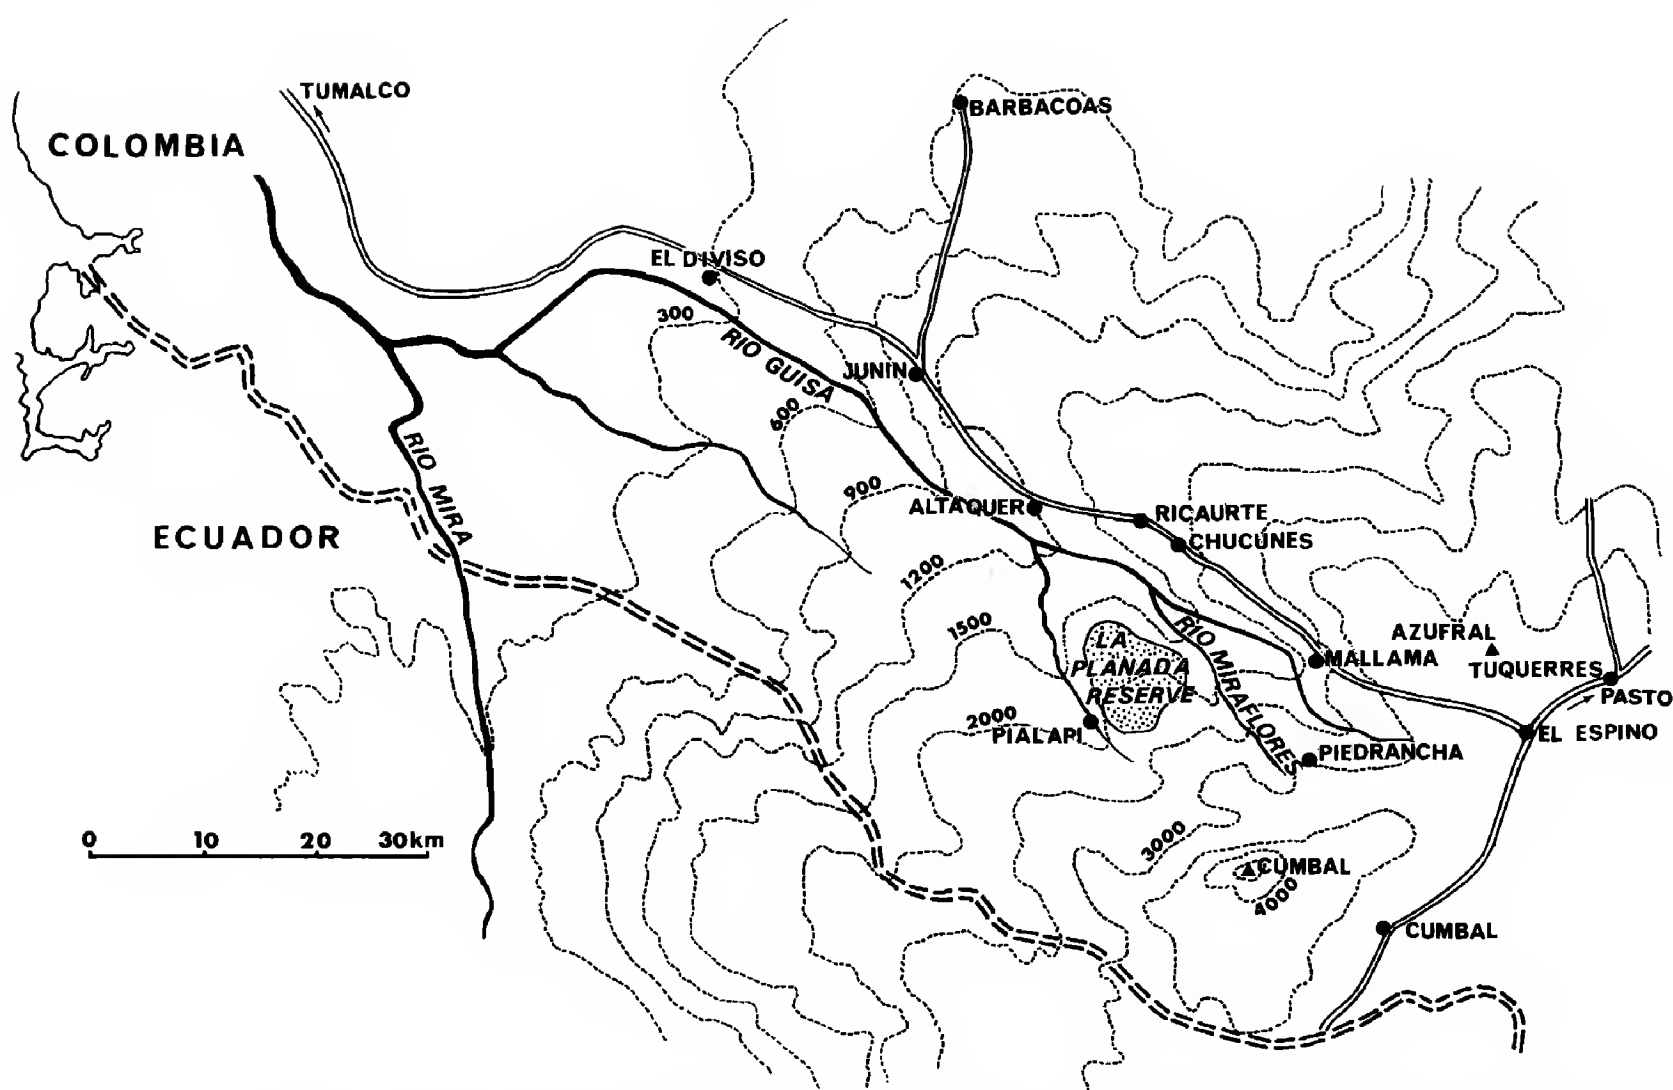 TUMALCO
BARBACOAS
COLOMBIA
EL DIVISO
300
RIO GUISA
JUNIN
600
RIO MIRA
900
ALTAQUER
RICAURTE
CHUCUNES
ECUADOR
1200
1500
LA
PLANADA
RESERVE
RIO MIRAFLORES
AZUFRAL
MALLAMA
TUQUERRES
PASTO
2000
PIALAPI
EL ESPINO
PIEDRANCHA
0 10 20 30km
3000
CUMBAL
4000
CUMBAL